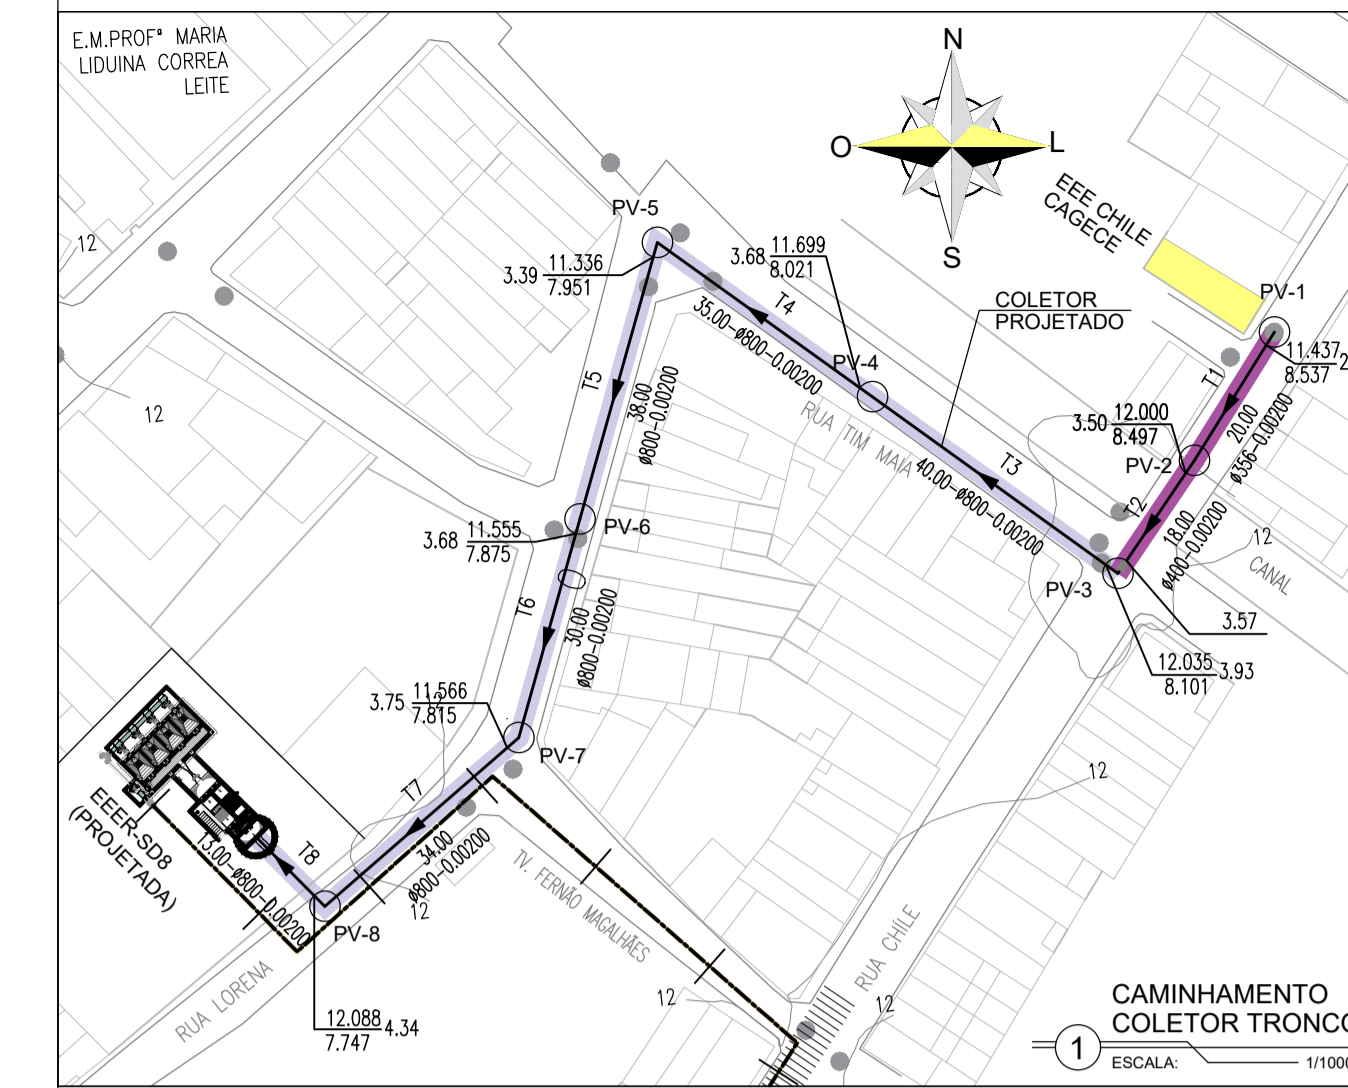 E.M.PROFª MARIA
LIDUINA CORREA
LEITE
N
O
L
S
EEE CHILE
CAGECE
PV-1
11.437
8.537
2
T1
20.00
ø356-0.00200
PV-5
3.39
11.336
7.951
3.68
11.699
8.021
T4
35.00-ø800-0.00200
PV-4
COLETOR
PROJETADO
RUA TIM MAIA
T3
40.00-ø800-0.00200
3.50
12.000
8.497
PV-2
T2
18.00
ø400-0.00200
12
CANAL
PV-3
3.57
12.035
8.101
3.93
12
12
T5
38.00
ø800-0.00200
3.68
11.555
7.875
PV-6
T6
30.00
ø800-0.00200
3.75
11.566
7.815
12
PV-7
12
T7
34.00
ø800-0.00200
12
EEER-SD8
(PROJETADA)
T8
13.00-ø800-0.00200
PV-8
RUA LORENA
12.088
7.747
4.34
TV. FERNÃO MAGALHÃES
RUA CHILE
12
12
CAMINHAMENTO
COLETOR TRONCO
1
ESCALA:
1/1000